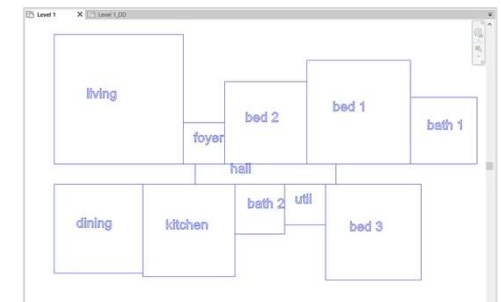 Level 1 X Level 1_DD
living
foyer
bed 2
bed 1
bath 1
hall
dining
kitchen
bath 2
util
bed 3